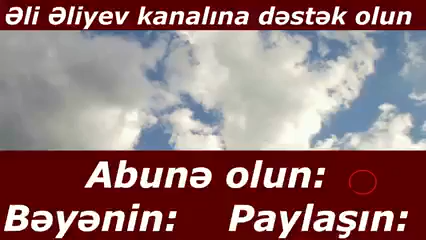 Əli Əliyev kanalına dəstək olun
Abunə olun:
Bəyənin: Paylaşın: